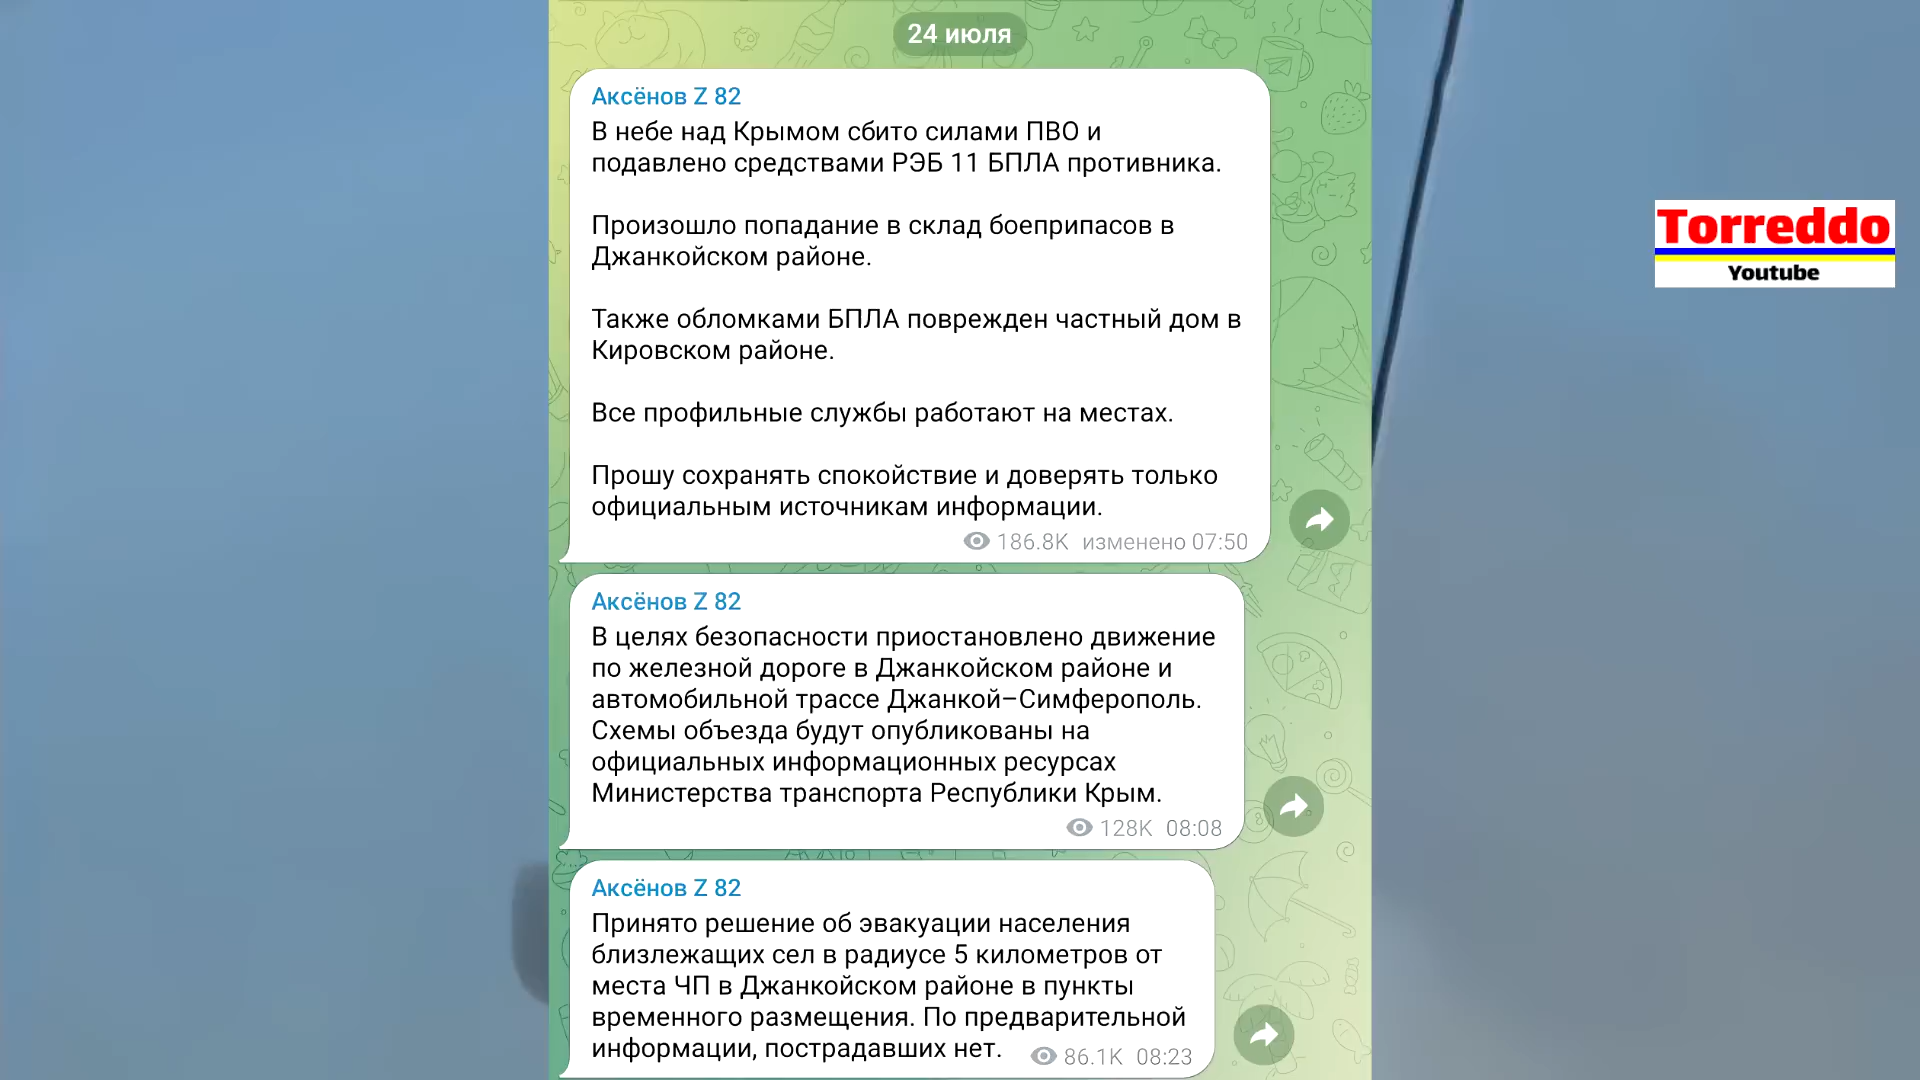 24 июля
Аксёнов Z 82
В небе над Крымом сбито силами ПВО и
подавлено средствами РЭБ 11 БПЛА противника.
Произошло попадание в склад боеприпасов в
Джанкойском районе.
Также обломками БПЛА поврежден частный дом в
Кировском районе.
Все профильные службы работают на местах.
Прошу сохранять спокойствие и доверять только
официальным источникам информации.
186.8K изменено 07:50
Аксёнов Z 82
В целях безопасности приостановлено движение
по железной дороге в Джанкойском районе и
автомобильной трассе Джанкой–Симферополь.
Схемы объезда будут опубликованы на
официальных информационных ресурсах
Министерства транспорта Республики Крым.
128K 08:08
Аксёнов Z 82
Принято решение об эвакуации населения
близлежащих сел в радиусе 5 километров от
места ЧП в Джанкойском районе в пункты
временного размещения. По предварительной
информации, пострадавших нет.
86.1K 08:23
Torreddo
Youtube